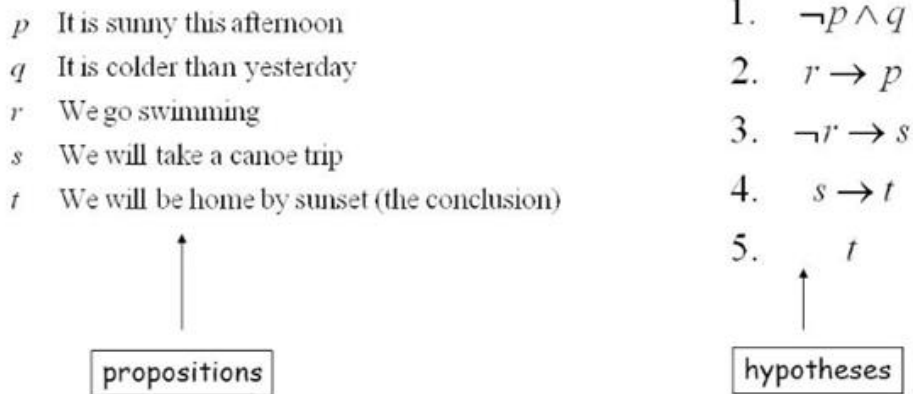 p It is sunny this afternoon
q It is colder than yesterday
r We go swimming
s We will take a canoe trip
t We will be home by sunset (the conclusion)
propositions
1. ¬p ∧ q
2. r → p
3. ¬r → s
4. s → t
5. t
hypotheses